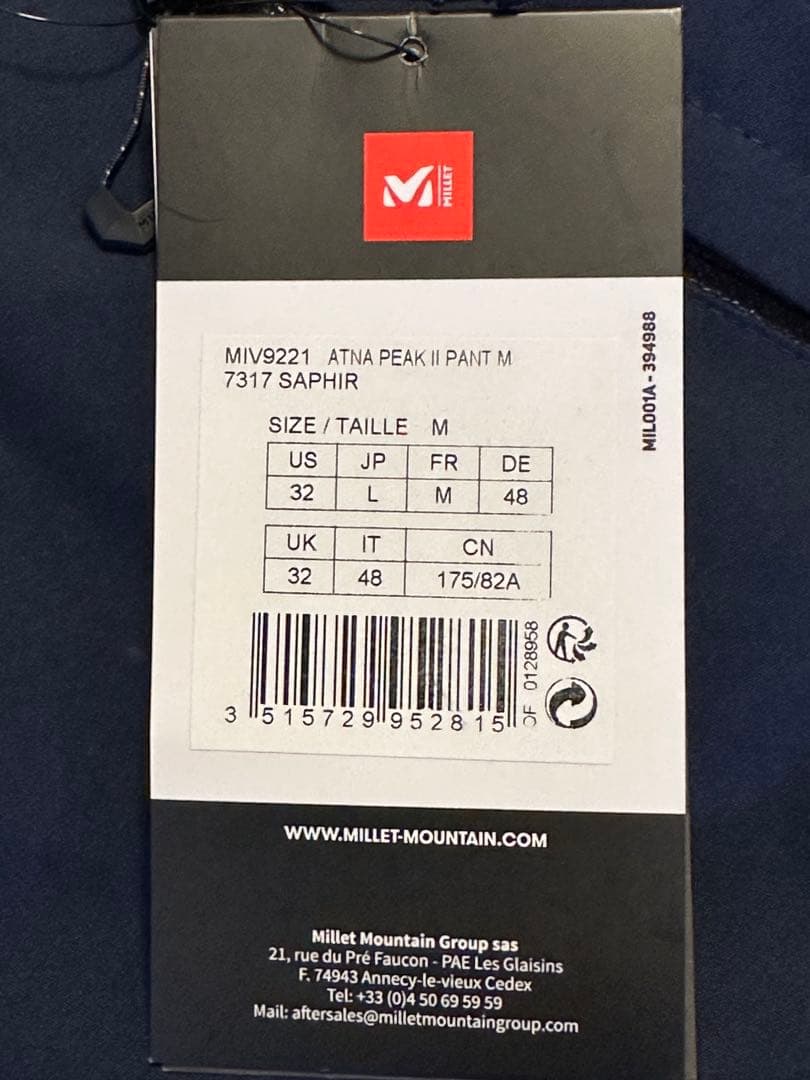 MILLET
MIV9221 ATNA PEAK II PANT M
7317 SAPHIR
MIL001A - 394988
SIZE / TAILLE M
US JP FR DE
32 L M 48
UK IT CN
32 48 175/82A
3 515729 952815
OF 0128958
WWW.MILLET-MOUNTAIN.COM
Millet Mountain Group sas
21, rue du Pré Faucon - PAE Les Glaisins
F. 74943 Annecy-le-vieux Cedex
Tel: +33 (0)4 50 69 59 59
Mail: aftersales@milletmountaingroup.com